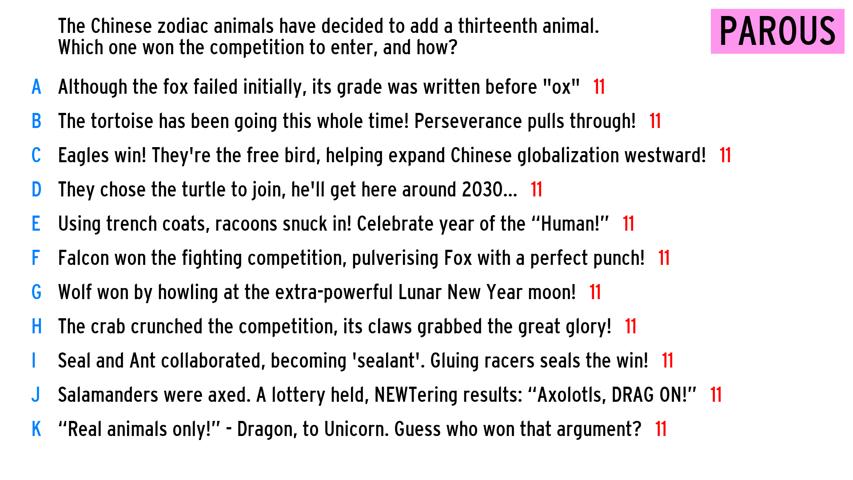 The Chinese zodiac animals have decided to add a thirteenth animal.
Which one won the competition to enter, and how?
PAROUS
A Although the fox failed initially, its grade was written before "ox" 11
B The tortoise has been going this whole time! Perseverance pulls through! 11
C Eagles win! They're the free bird, helping expand Chinese globalization westward! 11
D They chose the turtle to join, he'll get here around 2030... 11
E Using trench coats, racoons snuck in! Celebrate year of the “Human!” 11
F Falcon won the fighting competition, pulverising Fox with a perfect punch! 11
G Wolf won by howling at the extra-powerful Lunar New Year moon! 11
H The crab crunched the competition, its claws grabbed the great glory! 11
I Seal and Ant collaborated, becoming 'sealant'. Gluing racers seals the win! 11
J Salamanders were axed. A lottery held, NEWTering results: “Axolotls, DRAG ON!” 11
K “Real animals only!” - Dragon, to Unicorn. Guess who won that argument? 11